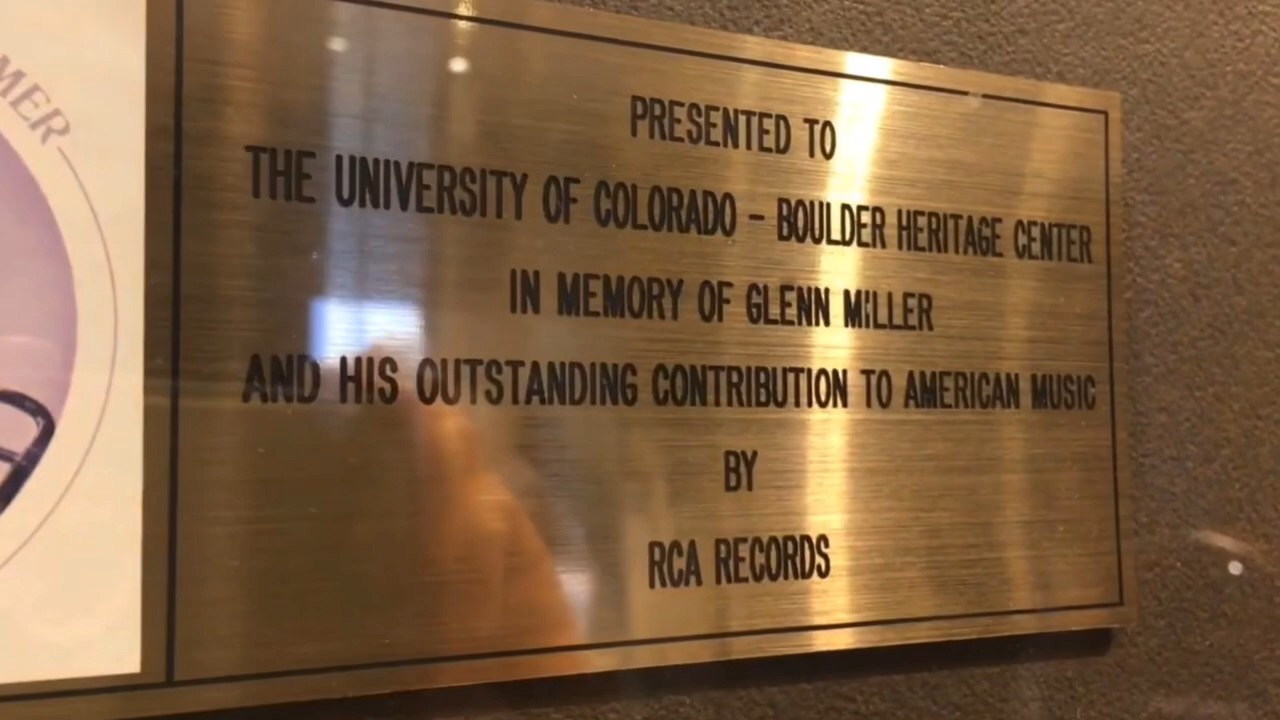 MER
PRESENTED TO
THE UNIVERSITY OF COLORADO - BOULDER HERITAGE CENTER
IN MEMORY OF GLENN MILLER
AND HIS OUTSTANDING CONTRIBUTION TO AMERICAN MUSIC
BY
RCA RECORDS